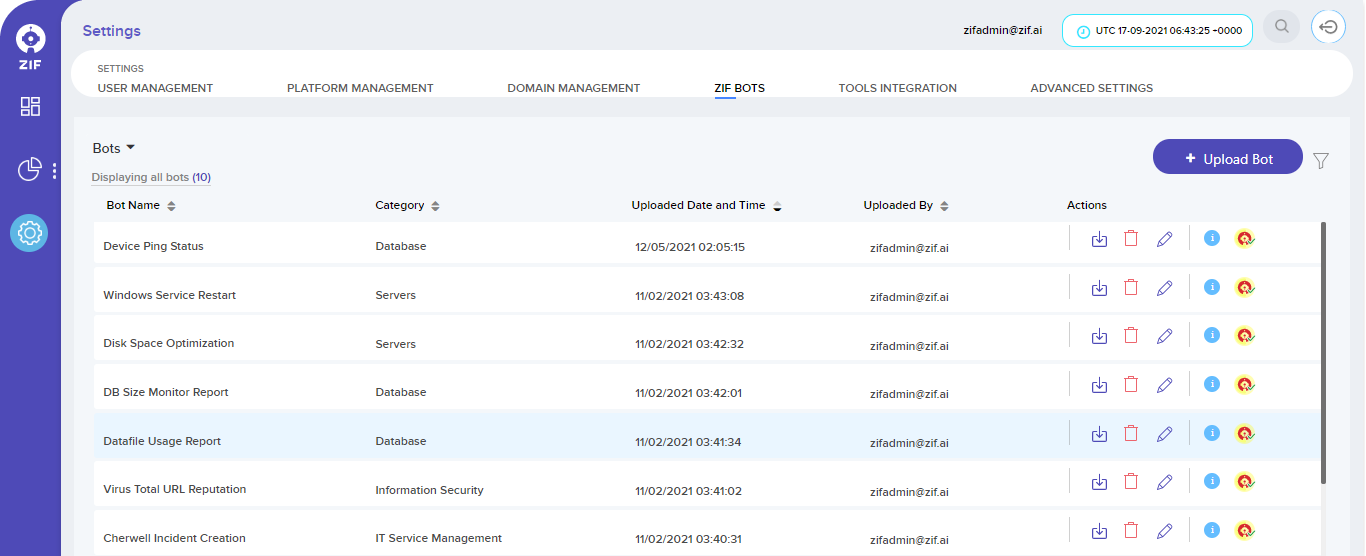 ZIF
Settings
zifadmin@zif.ai
UTC 17-09-2021 06:43:25 +0000
SETTINGS
USER MANAGEMENT PLATFORM MANAGEMENT DOMAIN MANAGEMENT ZIF BOTS TOOLS INTEGRATION ADVANCED SETTINGS
Bots
+ Upload Bot
Displaying all bots (10)
Bot Name Category Uploaded Date and Time Uploaded By Actions
Device Ping Status Database 12/05/2021 02:05:15 zifadmin@zif.ai
Windows Service Restart Servers 11/02/2021 03:43:08 zifadmin@zif.ai
Disk Space Optimization Servers 11/02/2021 03:42:32 zifadmin@zif.ai
DB Size Monitor Report Database 11/02/2021 03:42:01 zifadmin@zif.ai
Datafile Usage Report Database 11/02/2021 03:41:34 zifadmin@zif.ai
Virus Total URL Reputation Information Security 11/02/2021 03:41:02 zifadmin@zif.ai
Cherwell Incident Creation IT Service Management 11/02/2021 03:40:31 zifadmin@zif.ai